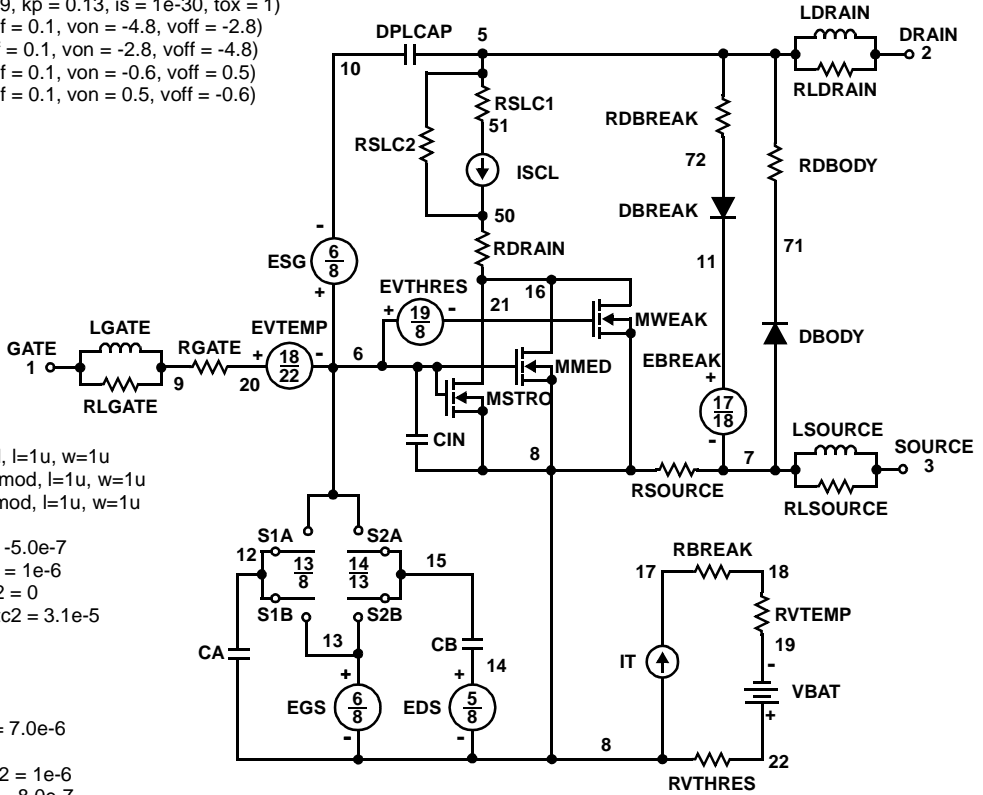 9, kp = 0.13, is = 1e-30, tox = 1)
f = 0.1, von = -4.8, voff = -2.8)
f = 0.1, von = -2.8, voff = -4.8)
f = 0.1, von = -0.6, voff = 0.5)
f = 0.1, von = 0.5, voff = -0.6)
DPLCAP
5
10
LDRAIN
DRAIN
2
RLDRAIN
RSLC1
51
RSLC2
ISCL
50
RDRAIN
RDBREAK
72
RDBODY
DBREAK
71
11
ESG
-
6
8
+
EVTHRES
+
19
8
-
16
21
MWEAK
EBREAK
+
17
18
-
DBODY
MMED
MSTRO
LGATE
GATE
1
RLGATE
9
RGATE
20
EVTEMP
+
18
22
-
6
CIN
8
7
RSOURCE
LSOURCE
SOURCE
3
RLSOURCE
, l=1u, w=1u
mod, l=1u, w=1u
mod, l=1u, w=1u
-5.0e-7
= 1e-6
2 = 0
tc2 = 3.1e-5
= 7.0e-6
2 = 1e-6
S1A
S2A
12
13
8
14
13
15
S1B
S2B
13
CA
CB
14
EGS
+
6
8
-
EDS
+
5
8
-
8
RBREAK
17
18
RVTEMP
19
IT
-
VBAT
+
22
RVTHRES